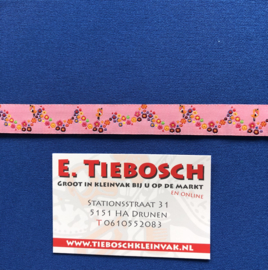 E. TIEBOSCH
GROOT IN KLEINVAK BIJ U OP DE MARKT
EN ONLINE
STATIONSSTRAAT 31
5151 HA DRUNEN
T 0610552083
WWW.TIEBOSCHKLEINVAK.NL